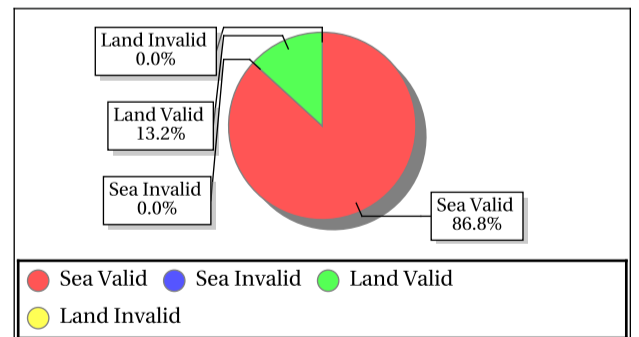 Land Invalid
0.0%
Land Valid
13.2%
Sea Invalid
0.0%
Sea Valid
86.8%
Sea Valid Sea Invalid Land Valid
Land Invalid